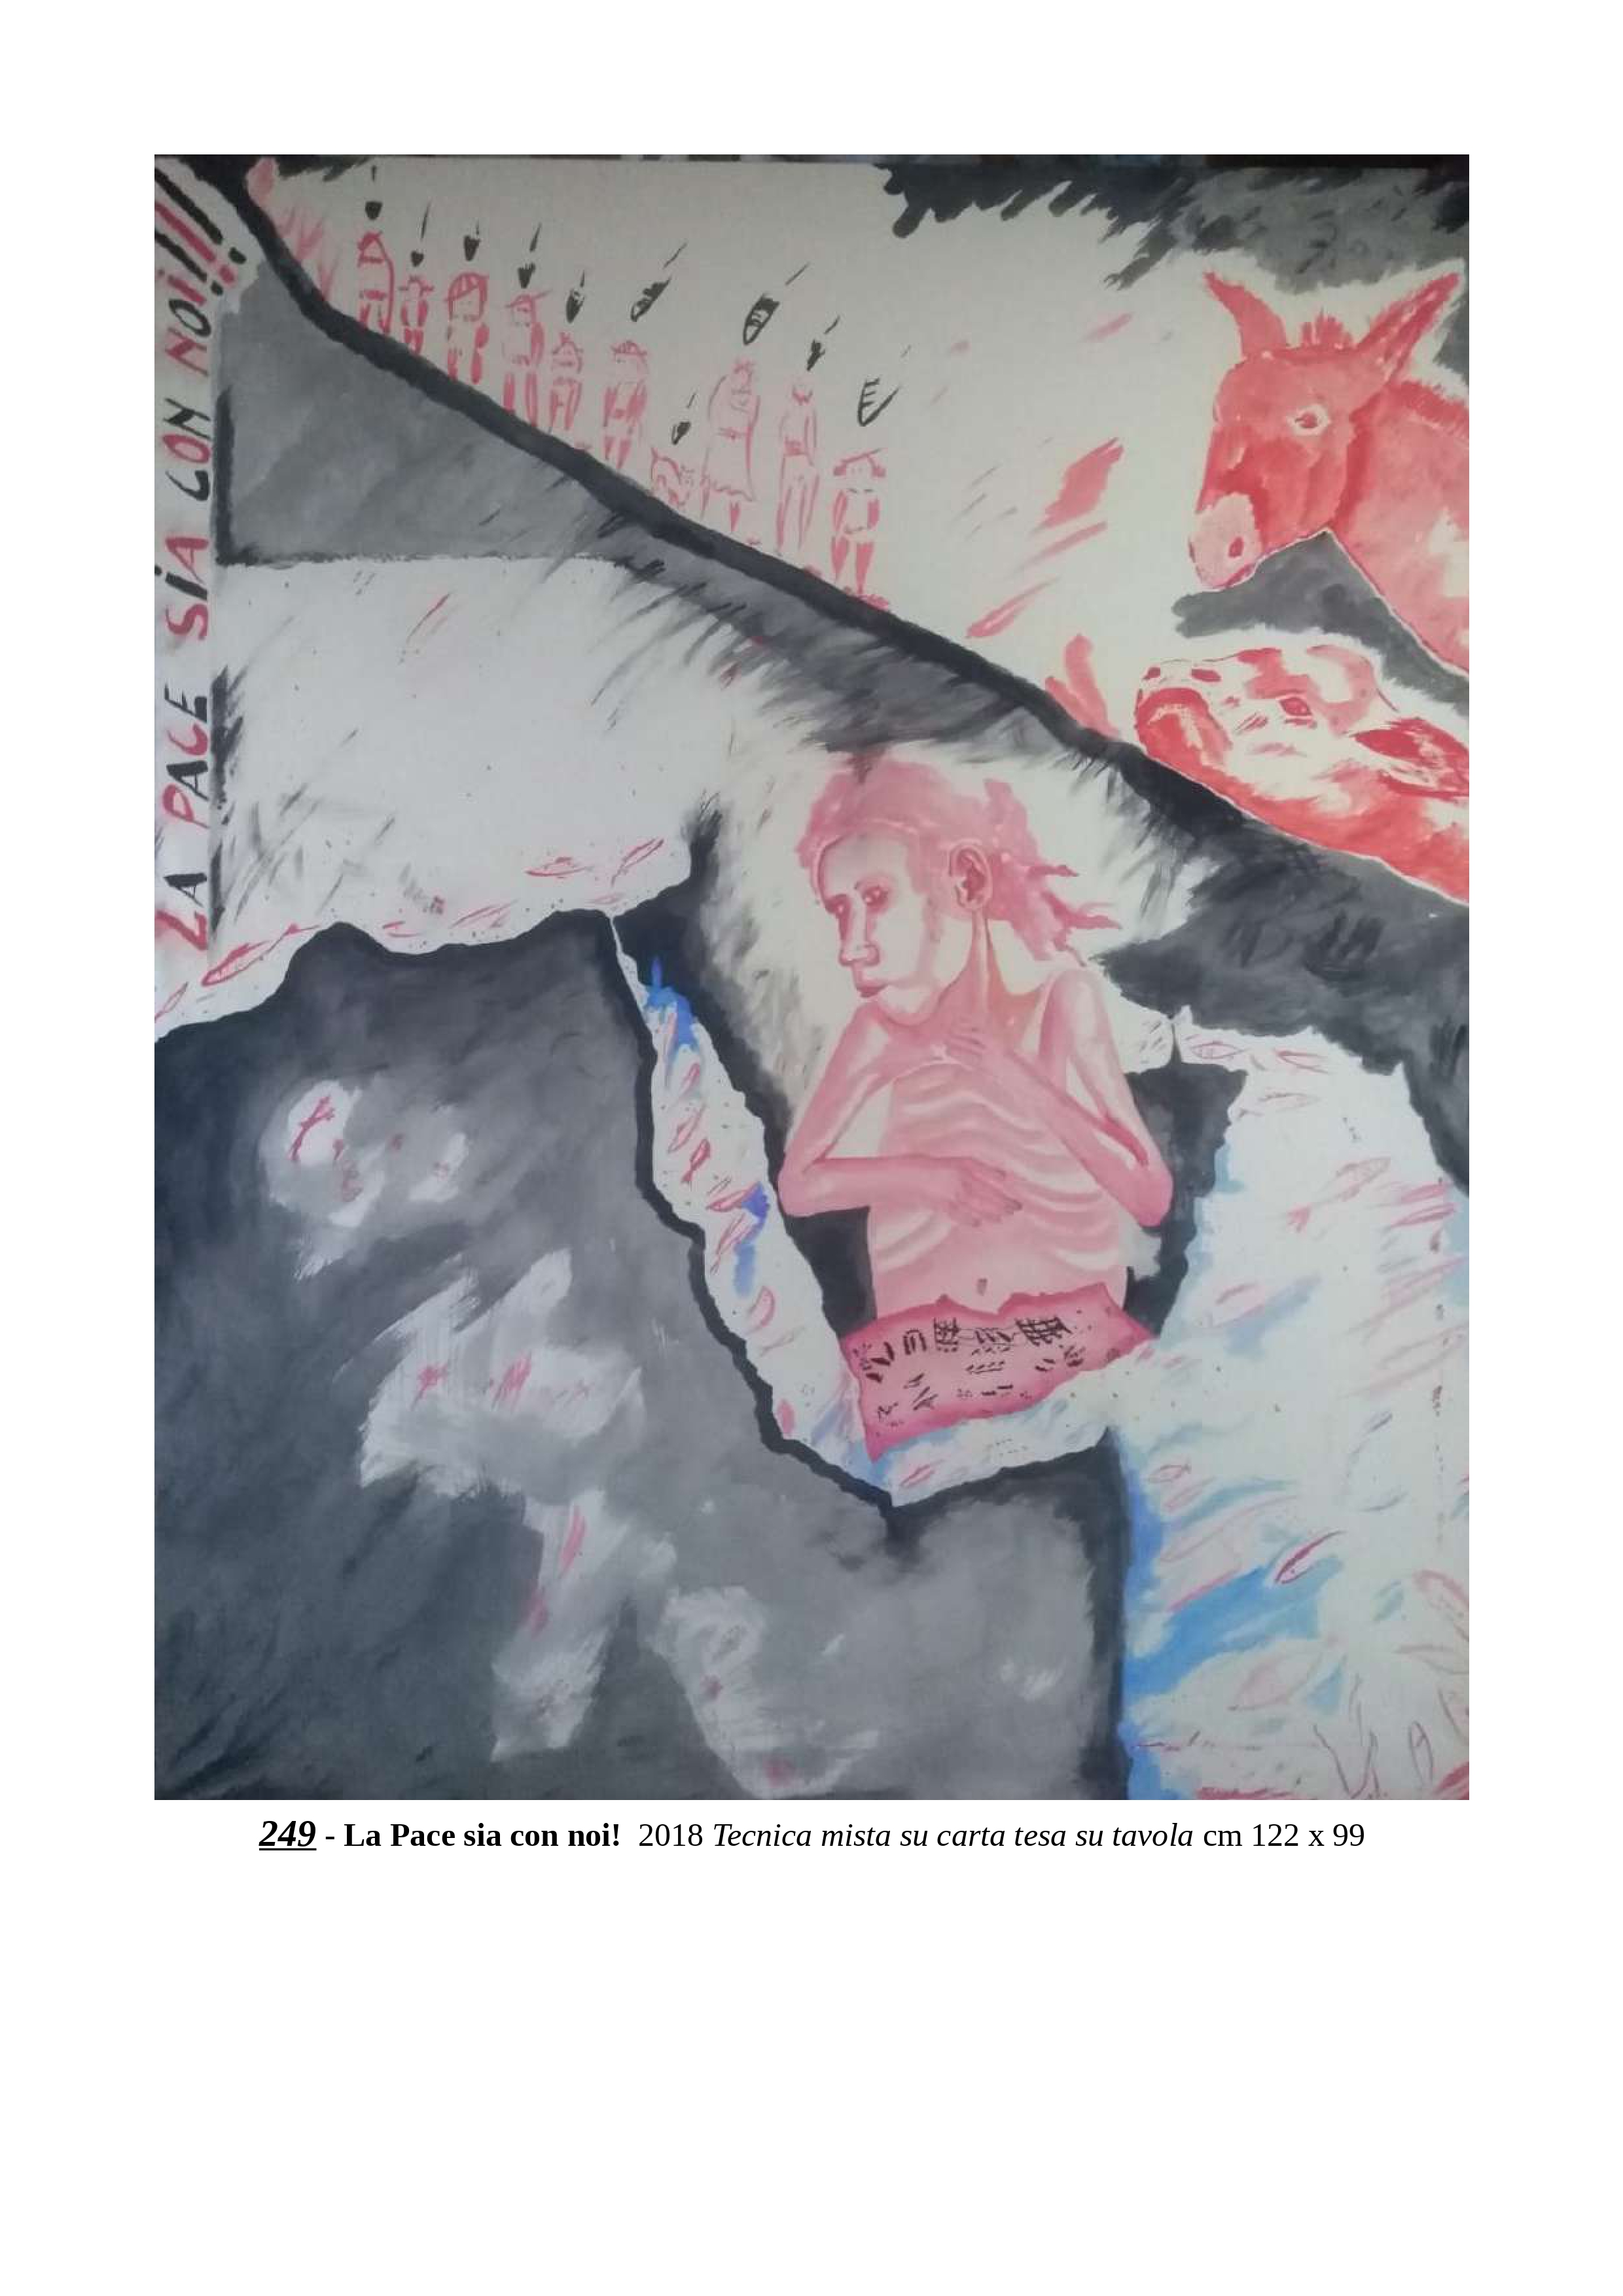 LA PACE SiA CON NOi!!!
249 - La Pace sia con noi! 2018 Tecnica mista su carta tesa su tavola cm 122 x 99